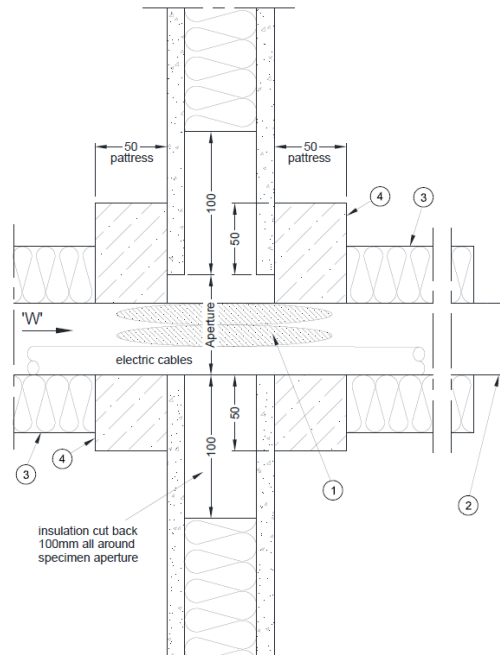 50
pattress
50
pattress
4
3
100
50
'W'
Aperture
electric cables
50
100
3
4
1
2
insulation cut back
100mm all around
specimen aperture